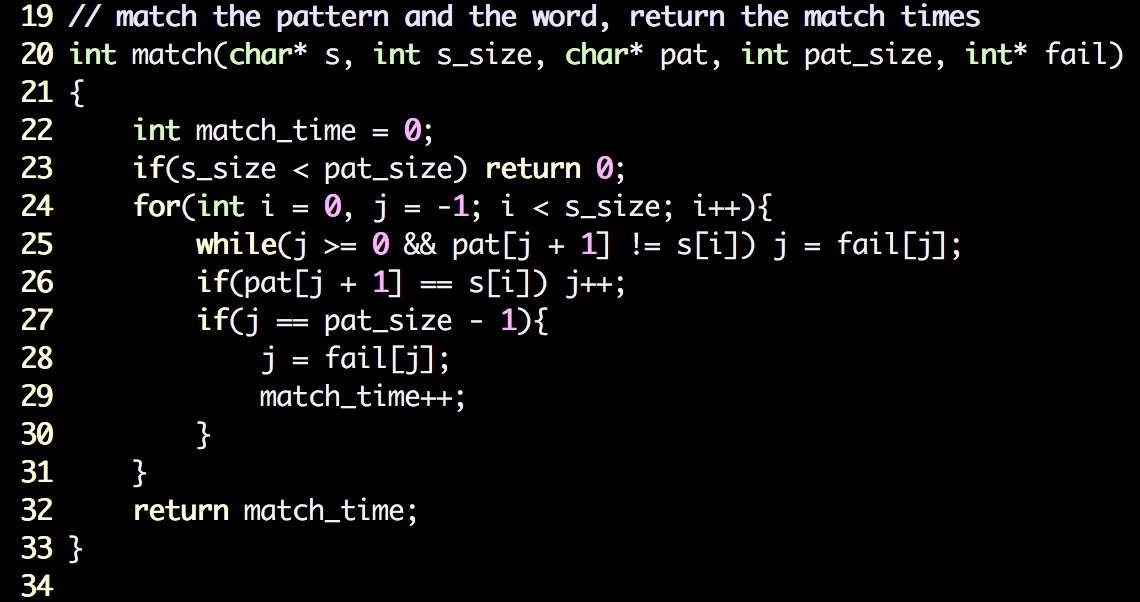 19 // match the pattern and the word, return the match times
20 int match(char* s, int s_size, char* pat, int pat_size, int* fail)
21 {
22     int match_time = 0;
23     if(s_size < pat_size) return 0;
24     for(int i = 0, j = -1; i < s_size; i++){
25         while(j >= 0 && pat[j + 1] != s[i]) j = fail[j];
26         if(pat[j + 1] == s[i]) j++;
27         if(j == pat_size - 1){
28             j = fail[j];
29             match_time++;
30         }
31     }
32     return match_time;
33 }
34